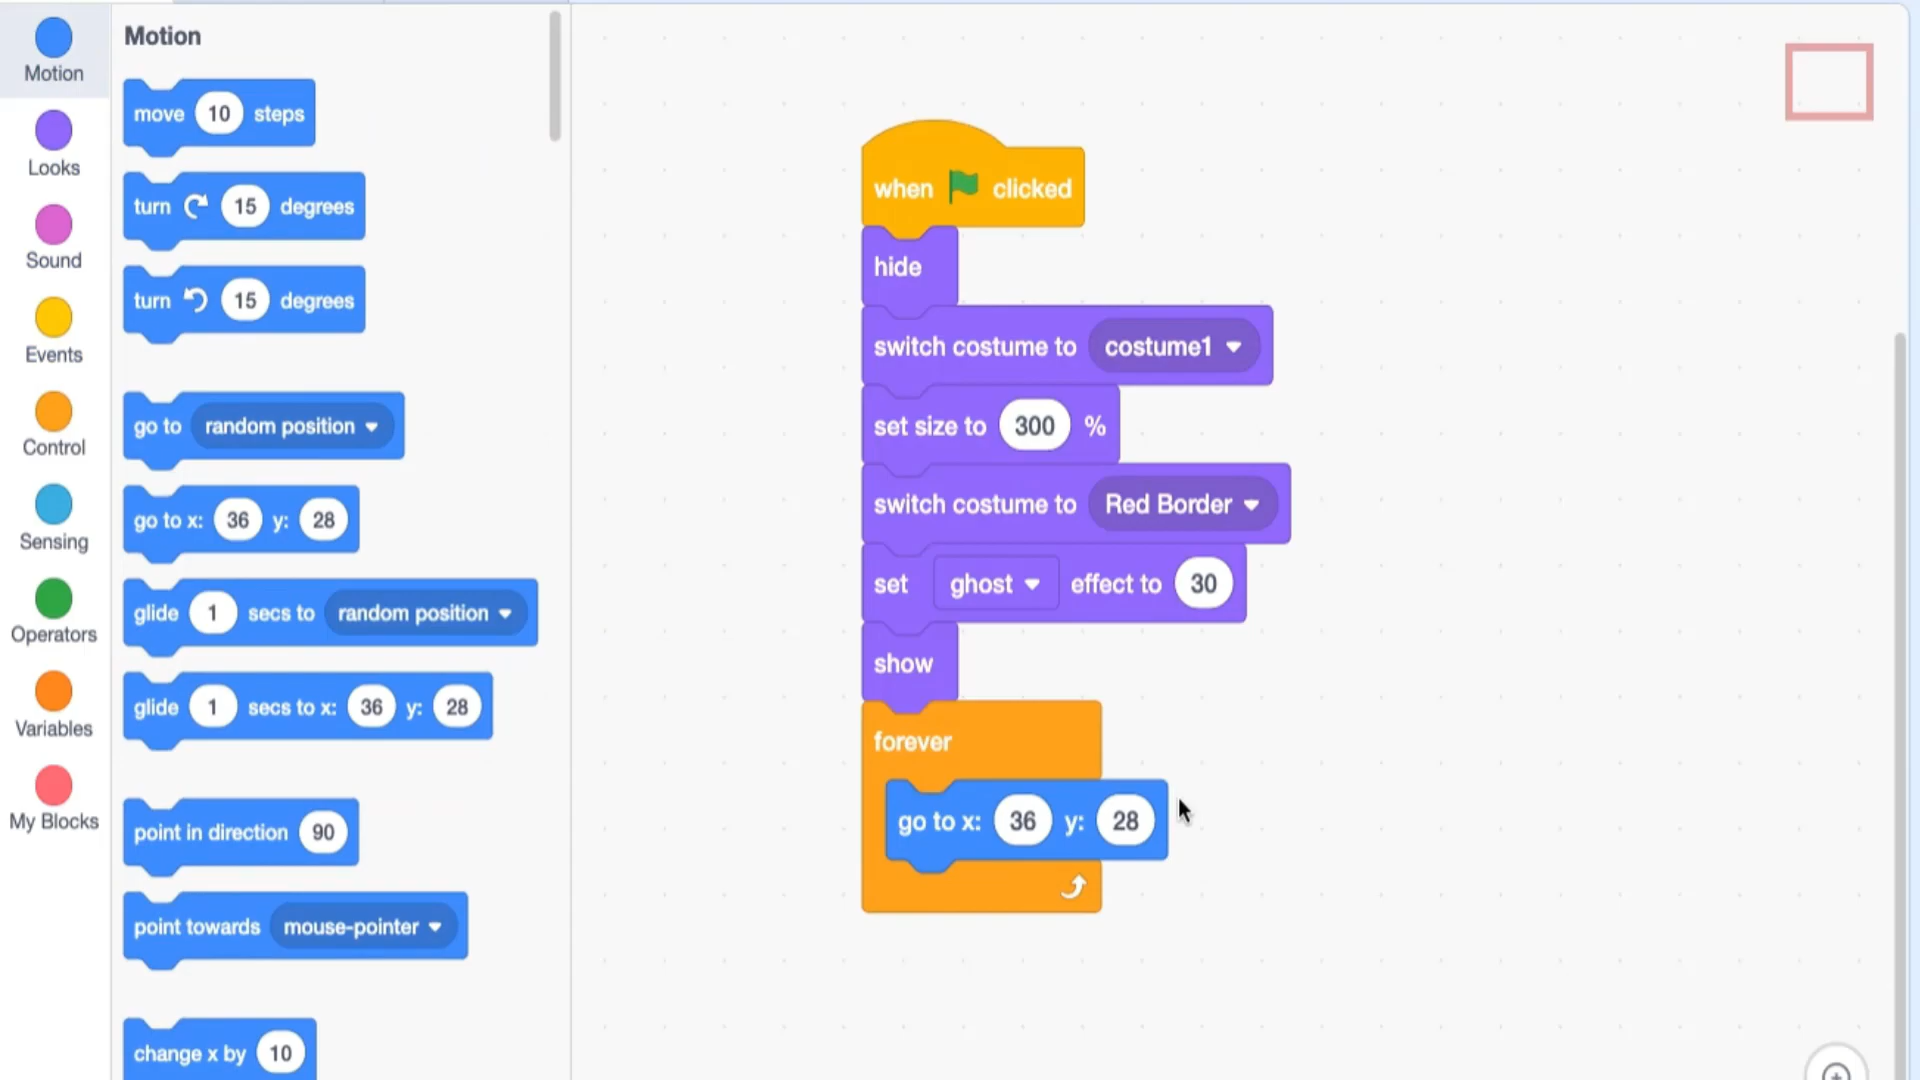 Motion
Looks
Sound
Events
Control
Sensing
Operators
Variables
My Blocks
Motion
move 10 steps
turn 15 degrees
turn 15 degrees
go to random position
go to x: 36 y: 28
glide 1 secs to random position
glide 1 secs to x: 36 y: 28
point in direction 90
point towards mouse-pointer
change x by 10
when clicked
hide
switch costume to costume1
set size to 300 %
switch costume to Red Border
set ghost effect to 30
show
forever
go to x: 36 y: 28